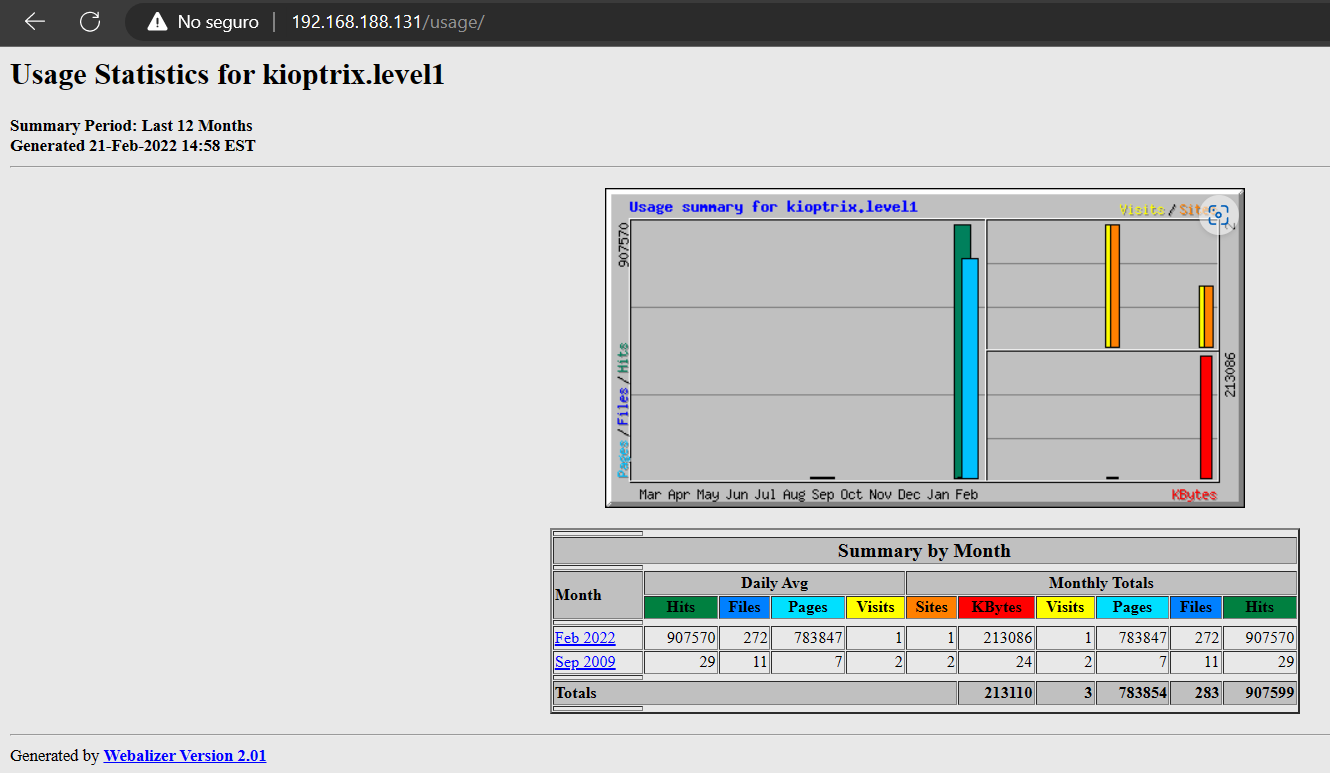 No seguro | 192.168.188.131/usage/
Usage Statistics for kioptrix.level1
Summary Period: Last 12 Months
Generated 21-Feb-2022 14:58 EST
Usage summary for kioptrix.level1
Visits /
2
907570
Pages / Files / Hits
213086
Mar Apr May Jun Jul Aug Sep Oct Nov Dec Jan Feb
KBytes
Summary by Month
Month
Daily Avg Monthly Totals
Hits Files Pages Visits Sites KBytes Visits Pages Files Hits
Feb 2022 907570 272 783847 1 1 213086 1 783847 272 907570
Sep 2009 29 11 7 2 2 24 2 7 11 29
Totals 213110 3 783854 283 907599
Generated by Webalizer Version 2.01